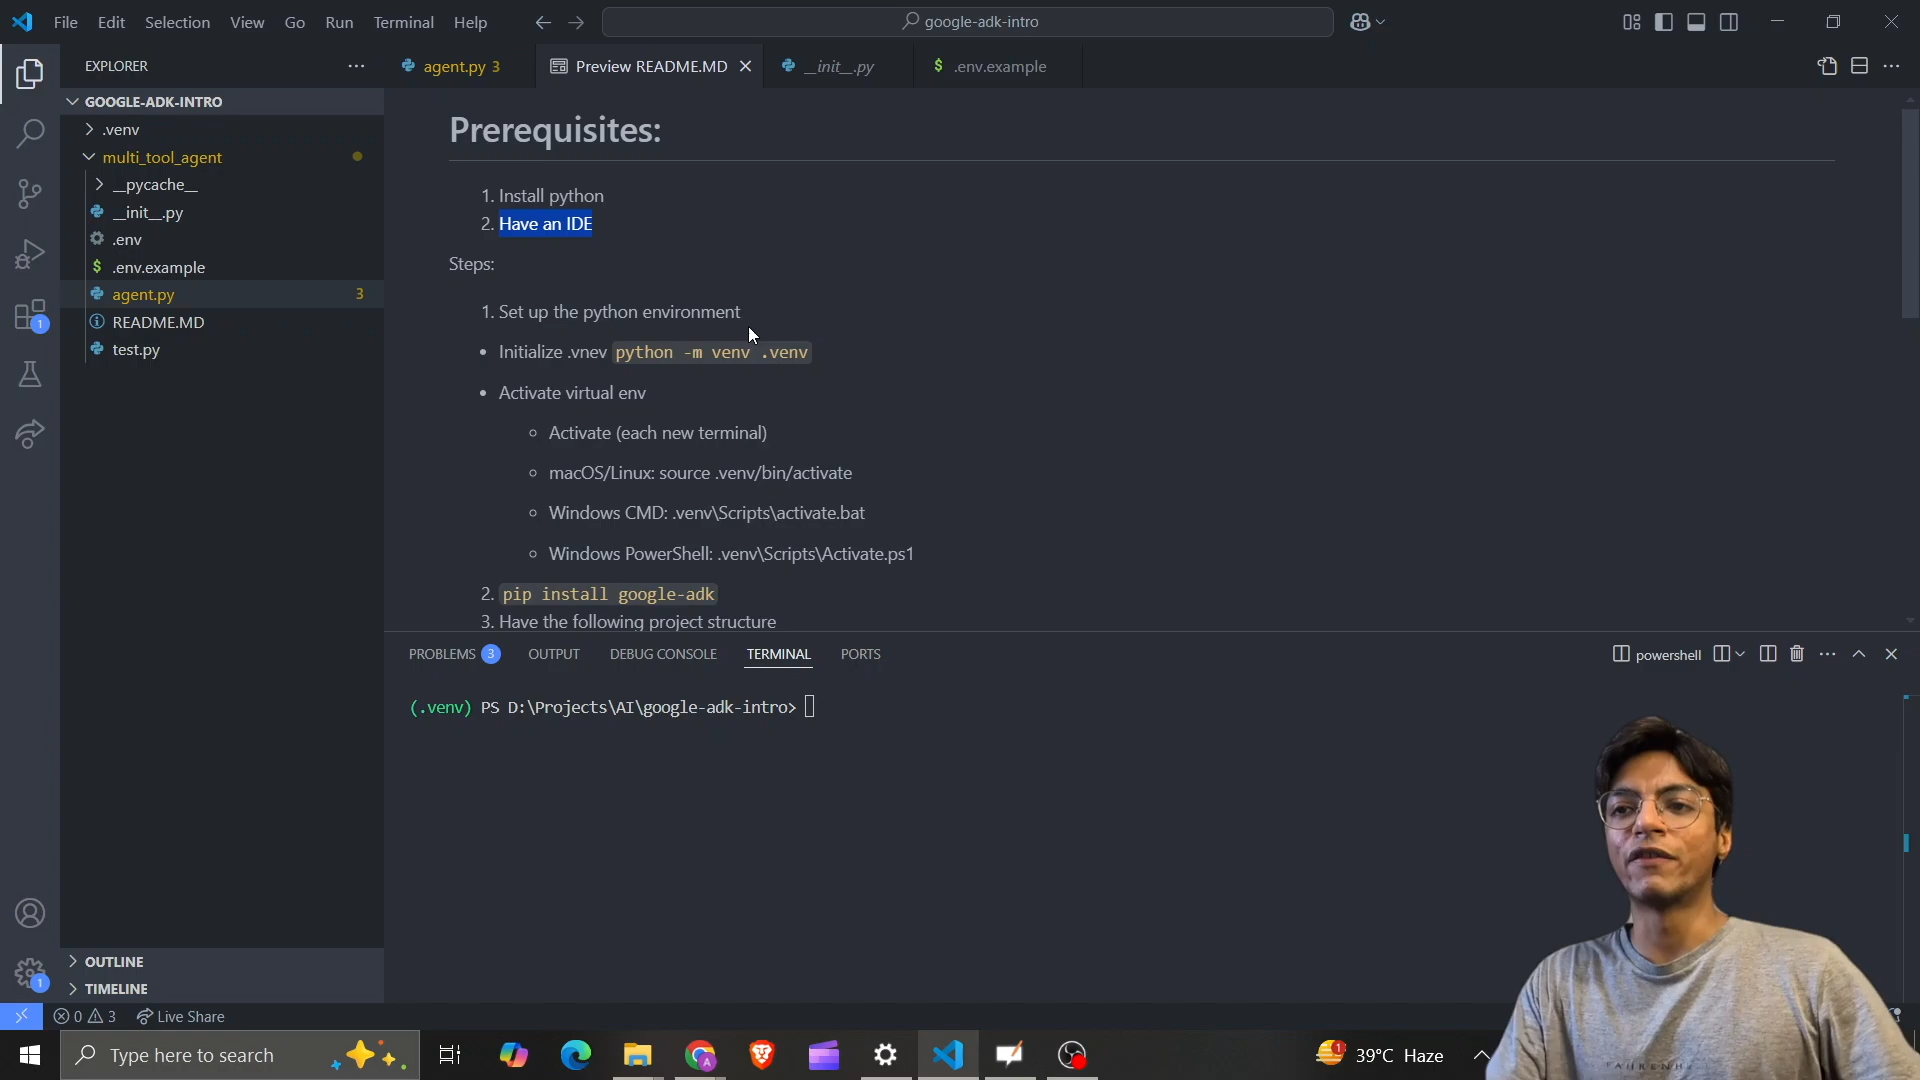 File Edit Selection View Go Run Terminal Help
google-adk-intro
EXPLORER
agent.py 3
Preview README.MD
__init__.py
$ .env.example
GOOGLE-ADK-INTRO
.venv
multi_tool_agent
__pycache__
__init__.py
.env
$ .env.example
agent.py 3
README.MD
test.py
OUTLINE
TIMELINE
1
1
Prerequisites:
1. Install python
2. Have an IDE
Steps:
1. Set up the python environment
• Initialize .vnev python -m venv .venv
• Activate virtual env
Activate (each new terminal)
macOS/Linux: source .venv/bin/activate
Windows CMD: .venv\Scripts\activate.bat
Windows PowerShell: .venv\Scripts\Activate.ps1
2. pip install google-adk
3. Have the following project structure
PROBLEMS 3 OUTPUT DEBUG CONSOLE TERMINAL PORTS
powershell
(.venv) PS D:\Projects\AI\google-adk-intro>
0 3 Live Share
Type here to search
1
39°C Haze